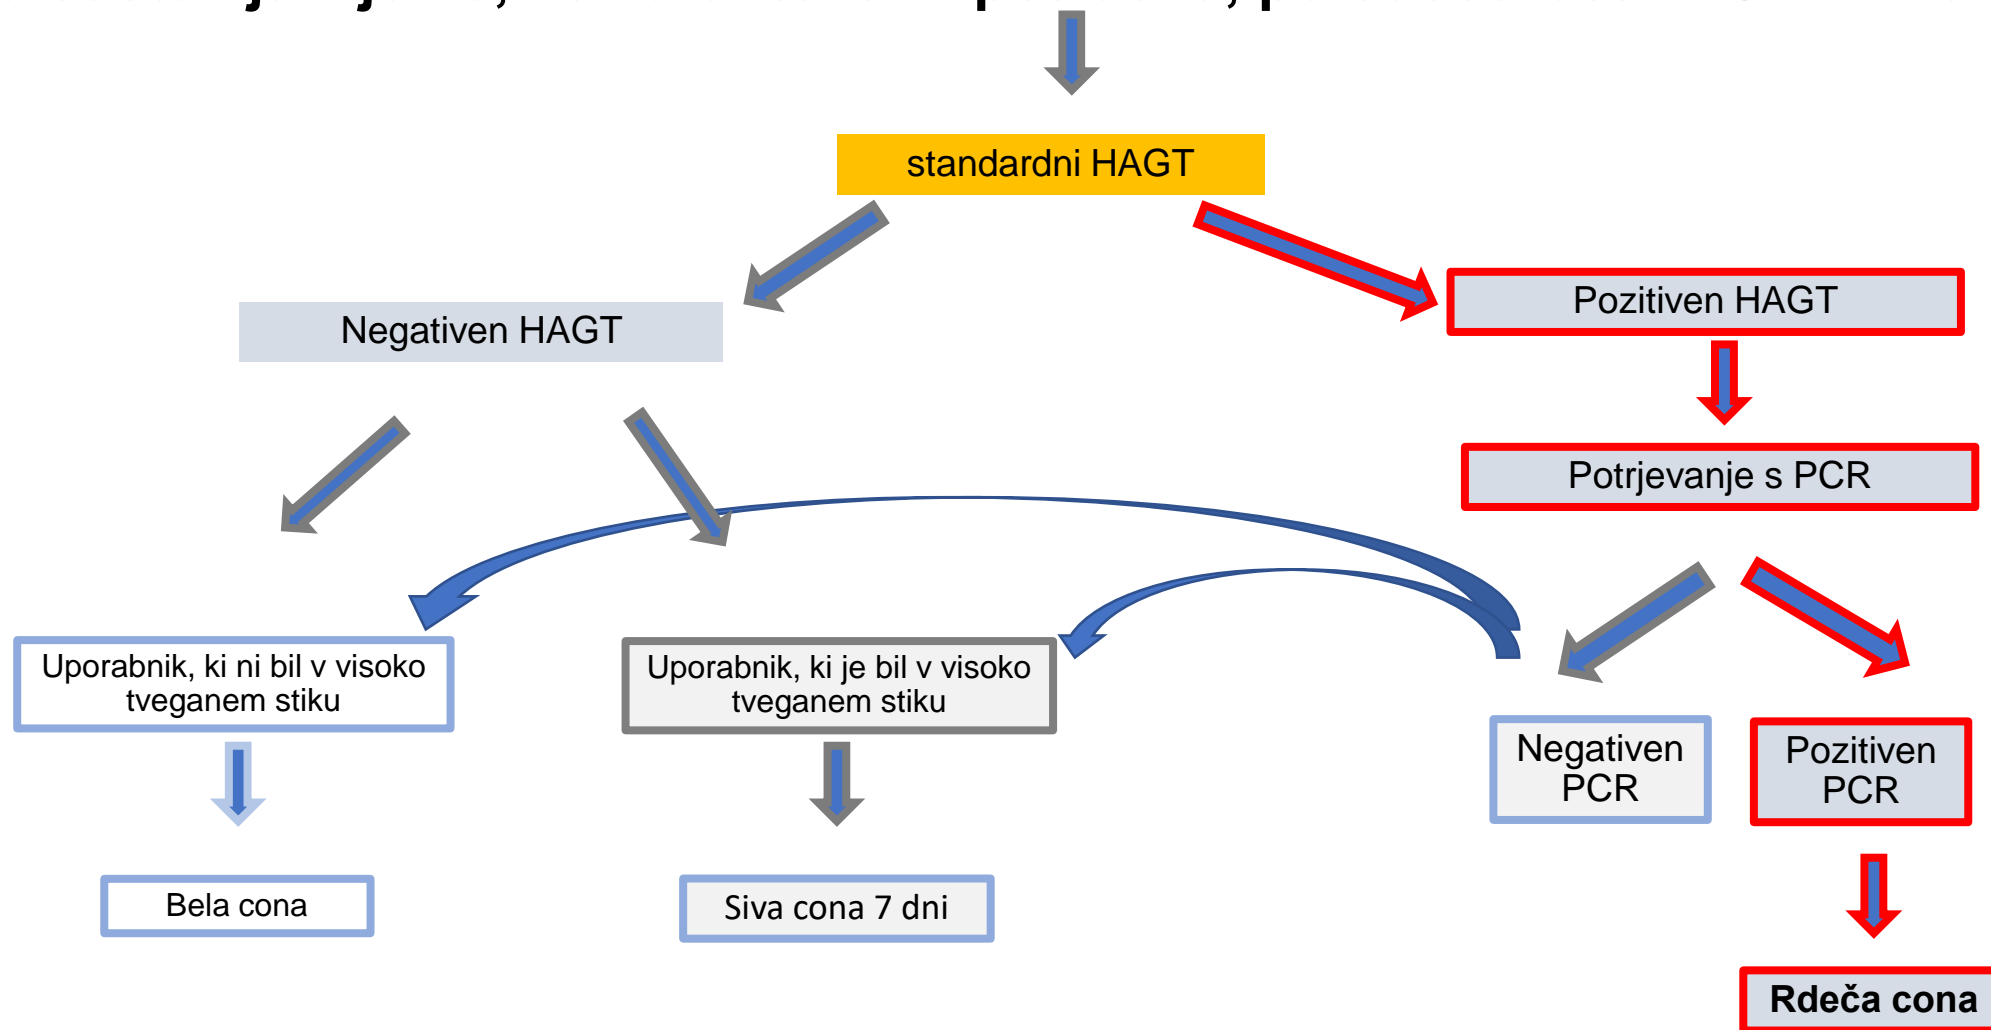 standardni HAGT
Negativen HAGT
Pozitiven HAGT
Potrjevanje s PCR
Uporabnik, ki ni bil v visoko
tveganem stiku
Uporabnik, ki je bil v visoko
tveganem stiku
Negativen
PCR
Pozitiven
PCR
Bela cona
Siva cona 7 dni
Rdeča cona